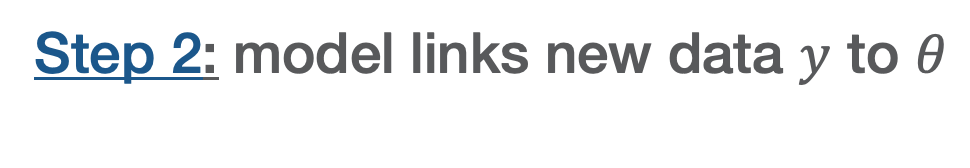 Step 2: model links new data y to θ